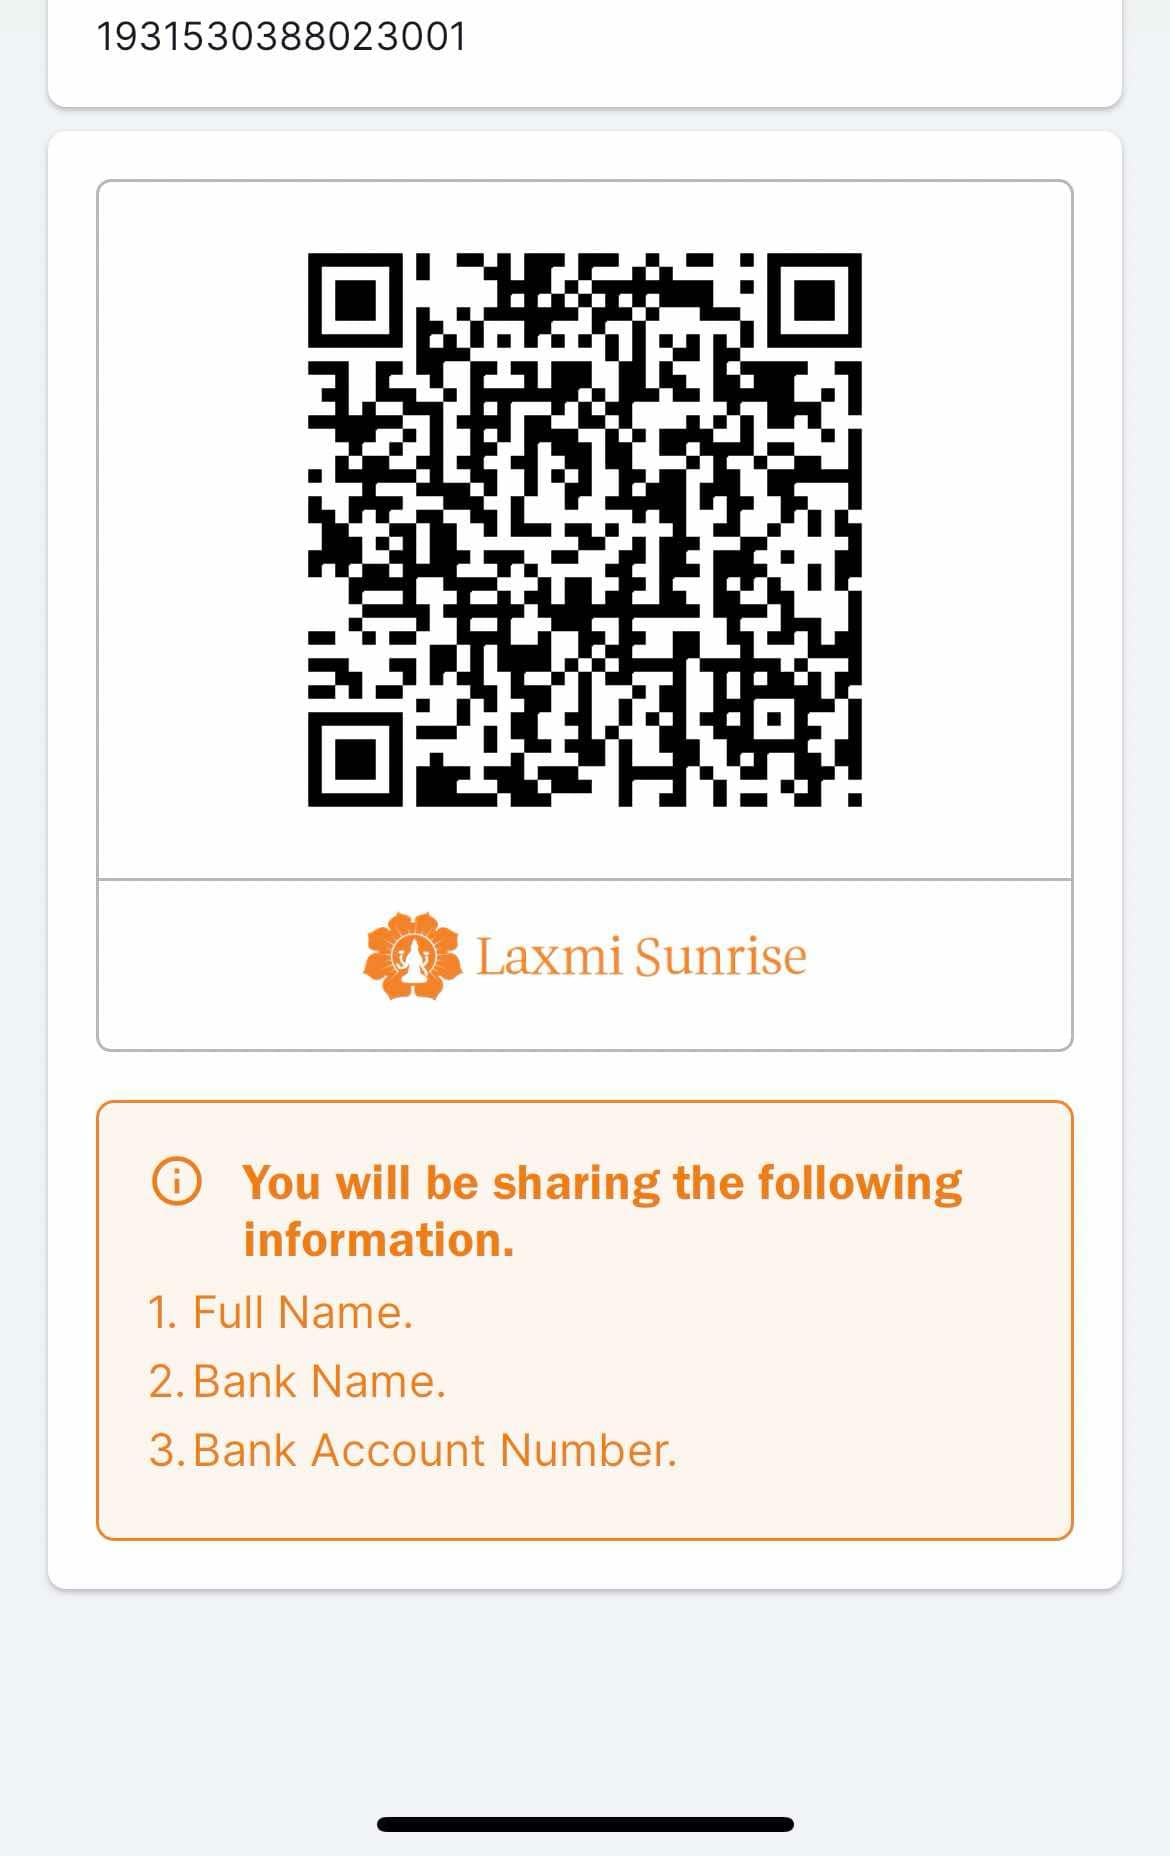 1931530388023001
Laxmi Sunrise
You will be sharing the following
information.
1. Full Name.
2. Bank Name.
3. Bank Account Number.